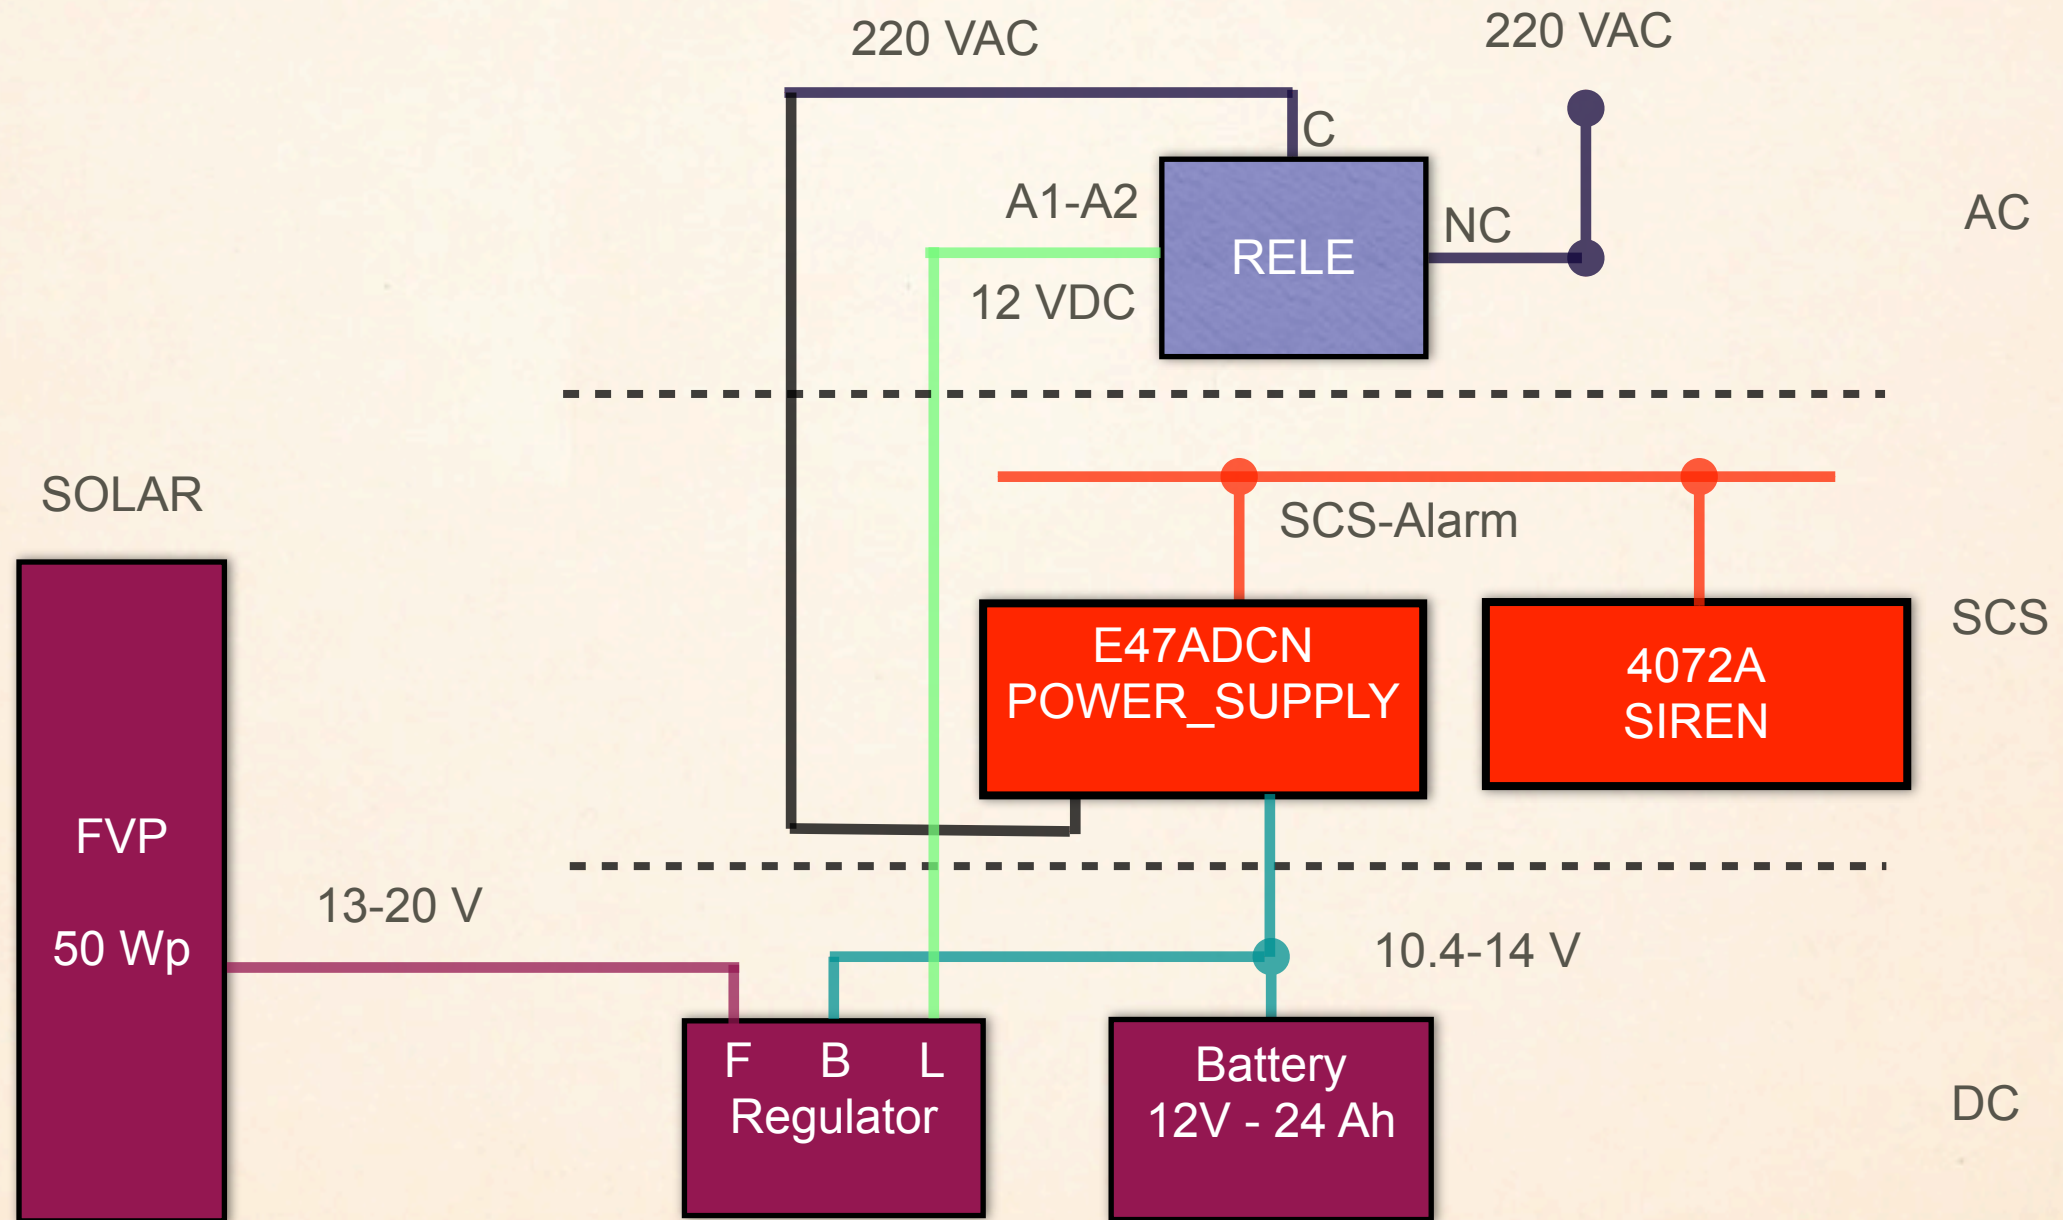 220 VAC
220 VAC
C
A1-A2
NC
AC
RELE
12 VDC
SOLAR
SCS-Alarm
SCS
E47ADCN
POWER_SUPPLY
4072A
SIREN
FVP
50 Wp
13-20 V
10.4-14 V
F B L
Regulator
Battery
12V - 24 Ah
DC